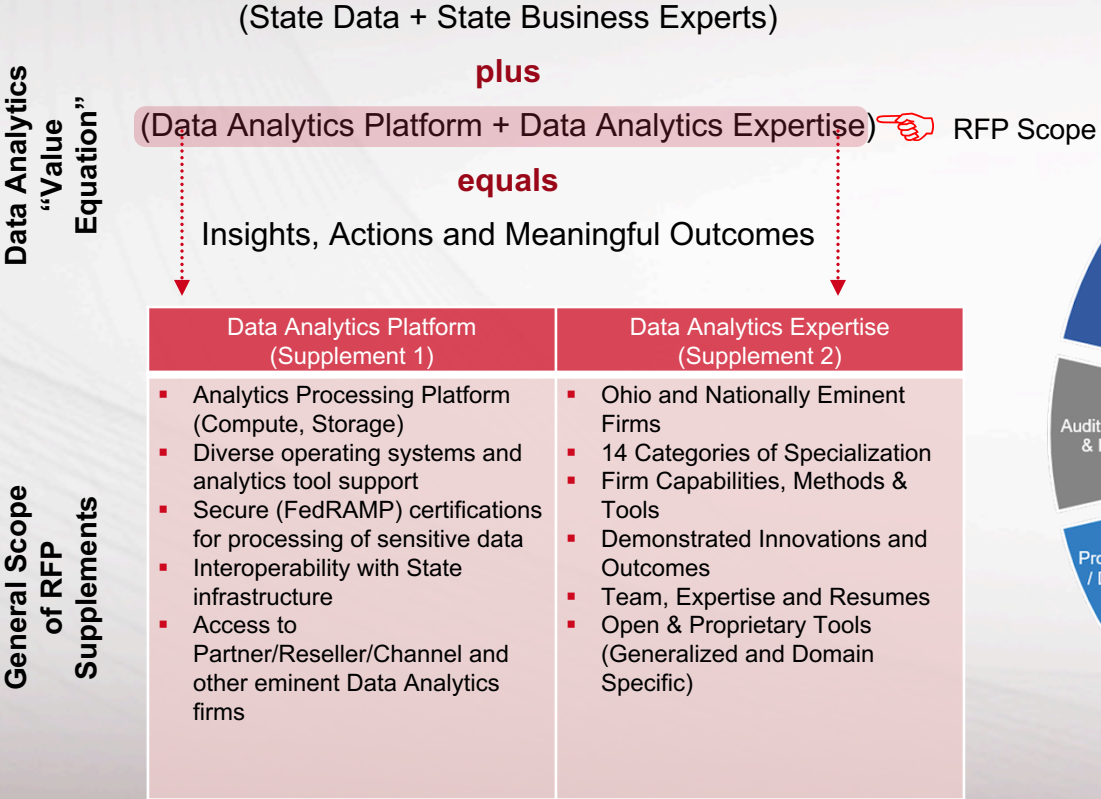 (State Data + State Business Experts)
plus
(Data Analytics Platform + Data Analytics Expertise)
RFP Scope
equals
Insights, Actions and Meaningful Outcomes
Data Analytics
“Value
Equation”
Data Analytics Platform
(Supplement 1)
▪ Analytics Processing Platform
(Compute, Storage)
▪ Diverse operating systems and
analytics tool support
▪ Secure (FedRAMP) certifications
for processing of sensitive data
▪ Interoperability with State
infrastructure
▪ Access to
Partner/Reseller/Channel and
other eminent Data Analytics
firms
Data Analytics Expertise
(Supplement 2)
▪ Ohio and Nationally Eminent
Firms
▪ 14 Categories of Specialization
▪ Firm Capabilities, Methods &
Tools
▪ Demonstrated Innovations and
Outcomes
▪ Team, Expertise and Resumes
▪ Open & Proprietary Tools
(Generalized and Domain
Specific)
General Scope
of RFP
Supplements
Audit
&
/